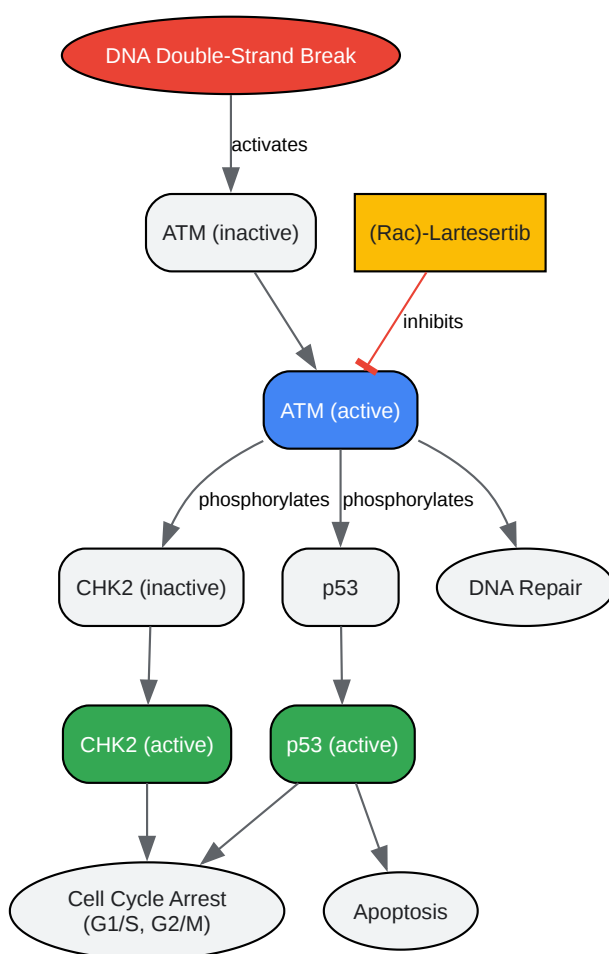 DNA Double-Strand Break
activates
ATM (inactive)
(Rac)-Lartesertib
inhibits
ATM (active)
phosphorylates
phosphorylates
CHK2 (inactive)
p53
DNA Repair
CHK2 (active)
p53 (active)
Cell Cycle Arrest
(G1/S, G2/M)
Apoptosis